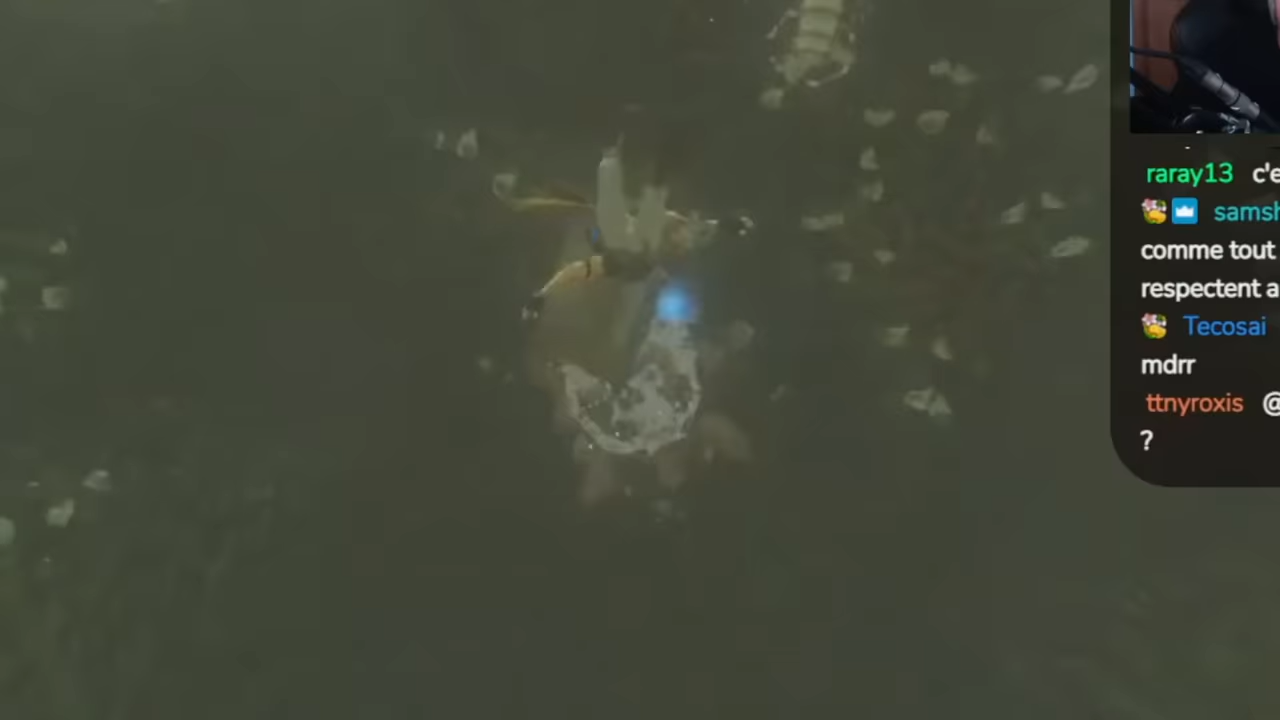 raray13 c'e
samsh
comme tout
respectent a
Tecosai
mdrr
ttnyroxis @
?